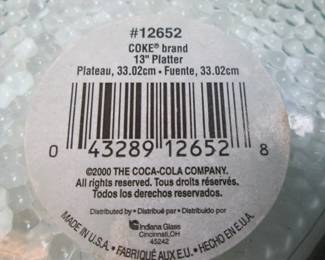 #12652
COKE® brand
13" Platter
Plateau, 33.02cm - Fuente, 33.02cm
0 43289 12652 8
©2000 THE COCA-COLA COMPANY.
All rights reserved. Tous droits réservés.
Todos los derechos reservados.
Distributed by • Distribué par • Distribuido por
Indiana Glass
Cincinnati, OH
45242
MADE IN U.S.A. • FABRIQUÉ AUX E.U. • HECHO EN E.U.A.